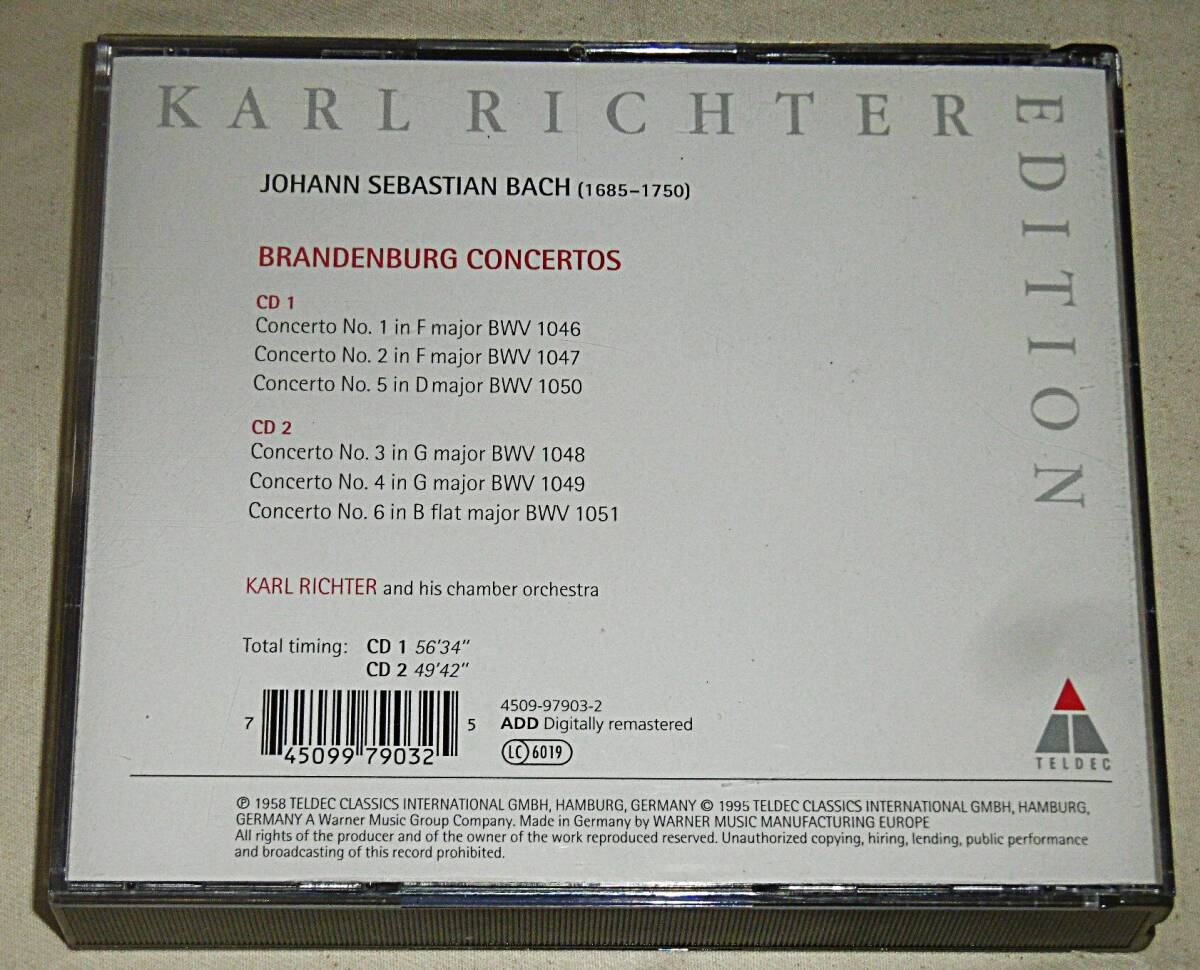 KARL RICHTER
EDITION
JOHANN SEBASTIAN BACH (1685–1750)
BRANDENBURG CONCERTOS
CD 1
Concerto No. 1 in F major BWV 1046
Concerto No. 2 in F major BWV 1047
Concerto No. 5 in D major BWV 1050
CD 2
Concerto No. 3 in G major BWV 1048
Concerto No. 4 in G major BWV 1049
Concerto No. 6 in B flat major BWV 1051
KARL RICHTER and his chamber orchestra
Total timing: CD 1 56'34"
CD 2 49'42"
7 45099 79032 5
4509-97903-2
ADD Digitally remastered
LC 6019
TELDEC
℗ 1958 TELDEC CLASSICS INTERNATIONAL GMBH, HAMBURG, GERMANY © 1995 TELDEC CLASSICS INTERNATIONAL GMBH, HAMBURG,
GERMANY A Warner Music Group Company. Made in Germany by WARNER MUSIC MANUFACTURING EUROPE
All rights of the producer and of the owner of the work reproduced reserved. Unauthorized copying, hiring, lending, public performance
and broadcasting of this record prohibited.